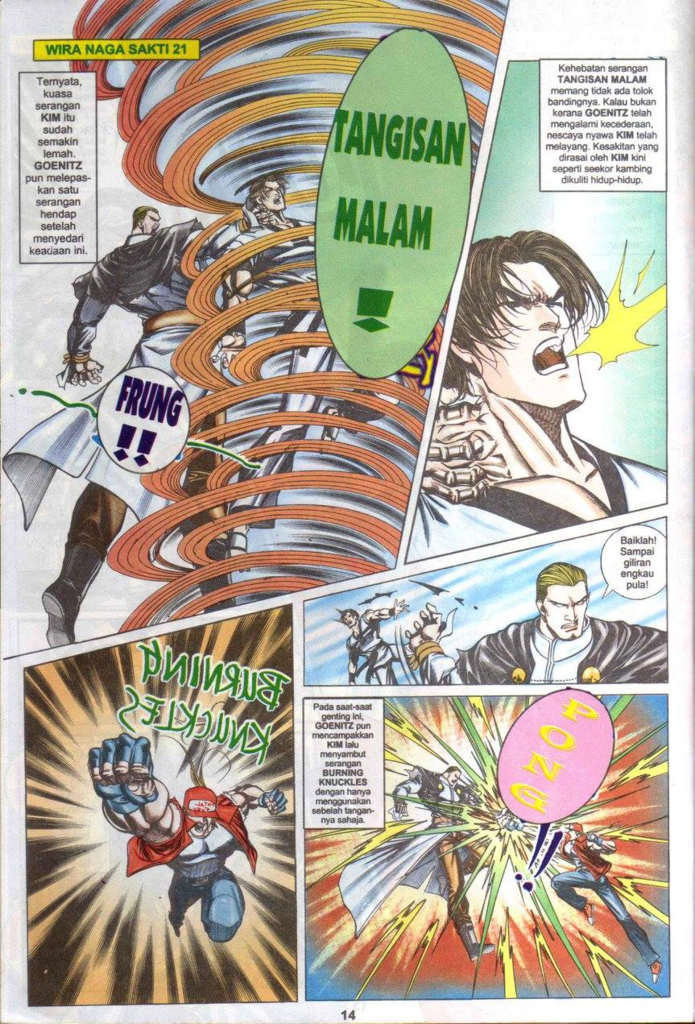 WIRA NAGA SAKTI 21
Ternyata,
kuasa
serangan
KIM itu
sudah
semakin
lemah.
GOENITZ
pun melepas-
kan satu
serangan
hendap
setelah
menyedari
keadaan ini.
TANGISAN
MALAM
!
FRUNG
!!
Kehebatan serangan
TANGISAN MALAM
memang tidak ada tolok
bandingnya. Kalau bukan
kerana GOENITZ telah
mengalami kecederaan,
nescaya nyawa KIM telah
melayang. Kesakitan yang
dirasai oleh KIM kini
seperti seekor kambing
dikuliti hidup-hidup.
Baiklah!
Sampai
giliran
engkau
pula!
BURNING
KNUCKLES
Pada saat-saat
genting ini,
GOENITZ pun
mencampakkan
KIM lalu
menyambut
serangan
BURNING
KNUCKLES
dengan hanya
menggunakan
sebelah tangan-
nya sahaja.
PONG
!!
14